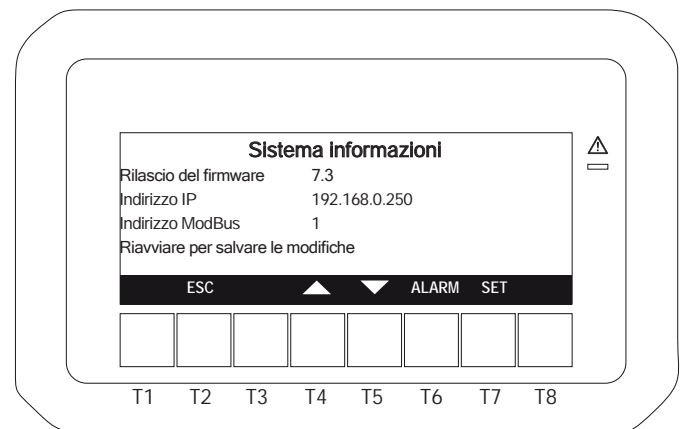 Sistema informazioni
Rilascio del firmware 7.3
Indirizzo IP 192.168.0.250
Indirizzo ModBus 1
Riavviare per salvare le modifiche
ESC ALARM SET
T1 T2 T3 T4 T5 T6 T7 T8